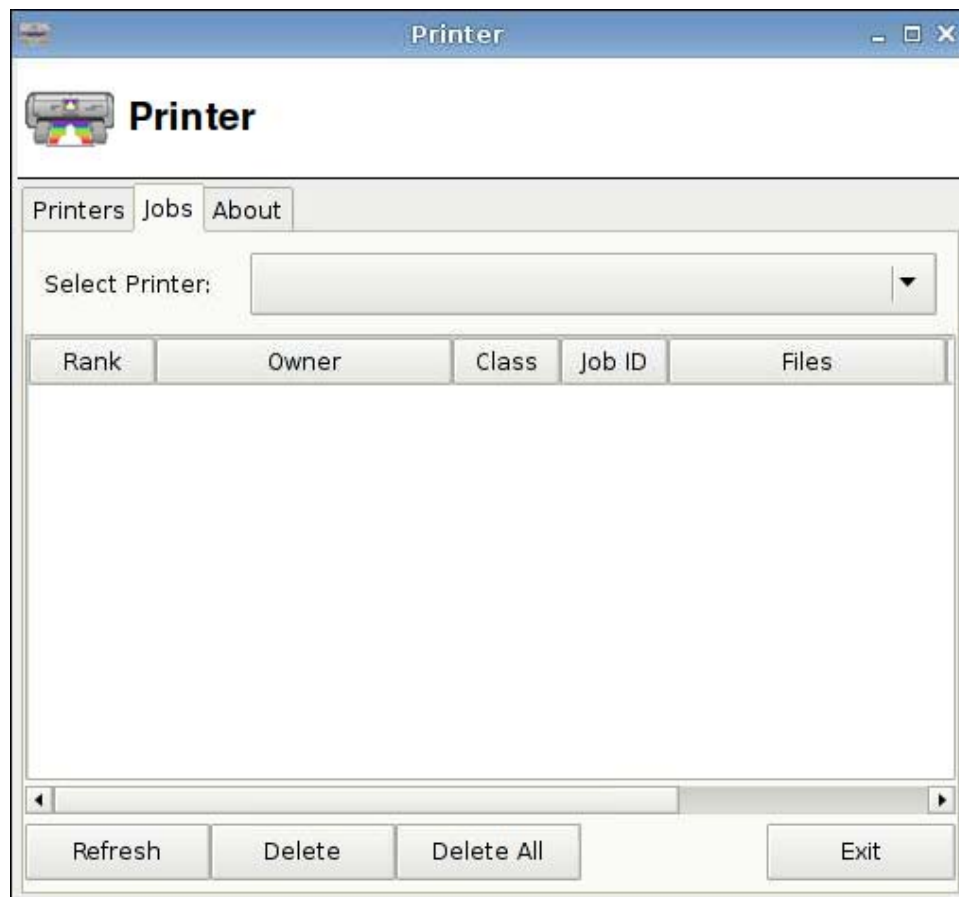 Printer
Printer
Printers Jobs About
Select Printer:
Rank Owner Class Job ID Files
Refresh Delete Delete All Exit